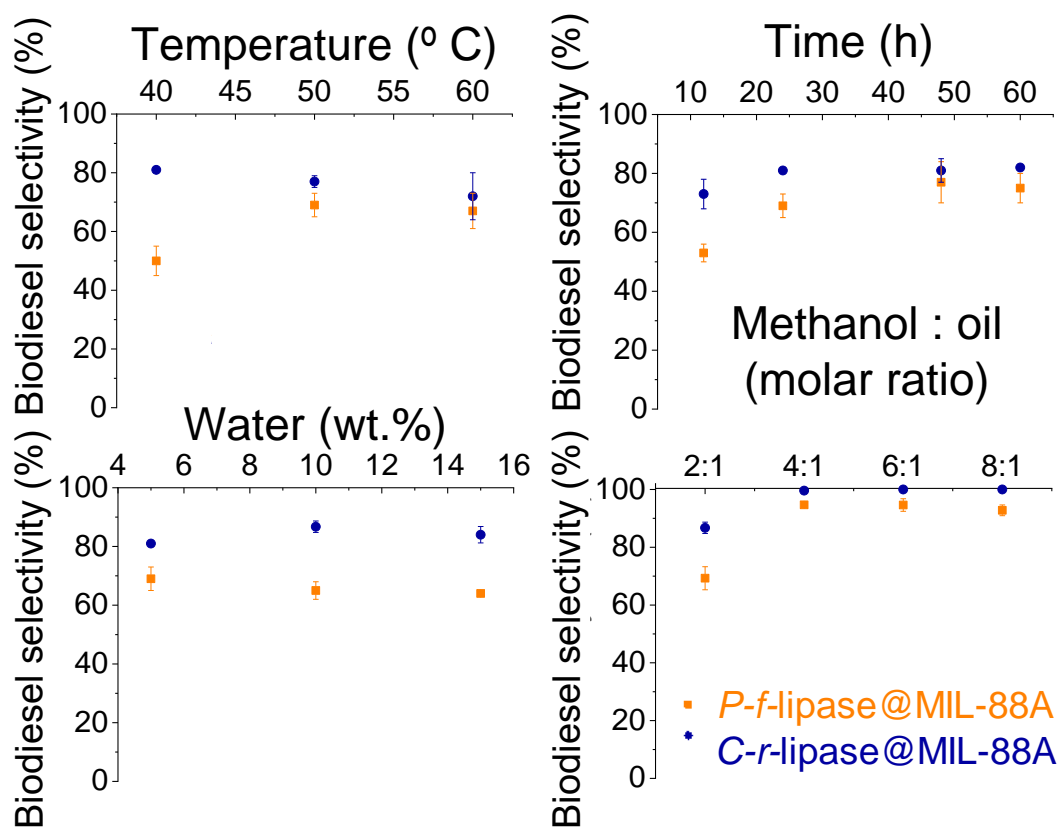 Temperature (º C)
40 45 50 55 60
Biodiesel selectivity (%)
100
80
60
40
20
0
Time (h)
10 20 30 40 50 60
Biodiesel selectivity (%)
100
80
60
40
20
0
Water (wt.%)
4 6 8 10 12 14 16
Biodiesel selectivity (%)
100
80
60
40
20
0
Methanol : oil
(molar ratio)
2:1 4:1 6:1 8:1
Biodiesel selectivity (%)
100
80
60
40
20
0
P-f-lipase@MIL-88A
C-r-lipase@MIL-88A